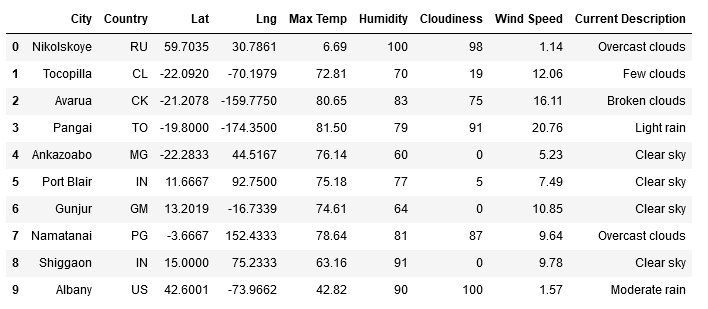 City Country Lat Lng Max Temp Humidity Cloudiness Wind Speed Current Description
0 Nikolskoye RU 59.7035 30.7861 6.69 100 98 1.14 Overcast clouds
1 Tocopilla CL -22.0920 -70.1979 72.81 70 19 12.06 Few clouds
2 Avarua CK -21.2078 -159.7750 80.65 83 75 16.11 Broken clouds
3 Pangai TO -19.8000 -174.3500 81.50 79 91 20.76 Light rain
4 Ankazoabo MG -22.2833 44.5167 76.14 60 0 5.23 Clear sky
5 Port Blair IN 11.6667 92.7500 75.18 77 5 7.49 Clear sky
6 Gunjur GM 13.2019 -16.7339 74.61 64 0 10.85 Clear sky
7 Namatanai PG -3.6667 152.4333 78.64 81 87 9.64 Overcast clouds
8 Shiggaon IN 15.0000 75.2333 63.16 91 0 9.78 Clear sky
9 Albany US 42.6001 -73.9662 42.82 90 100 1.57 Moderate rain